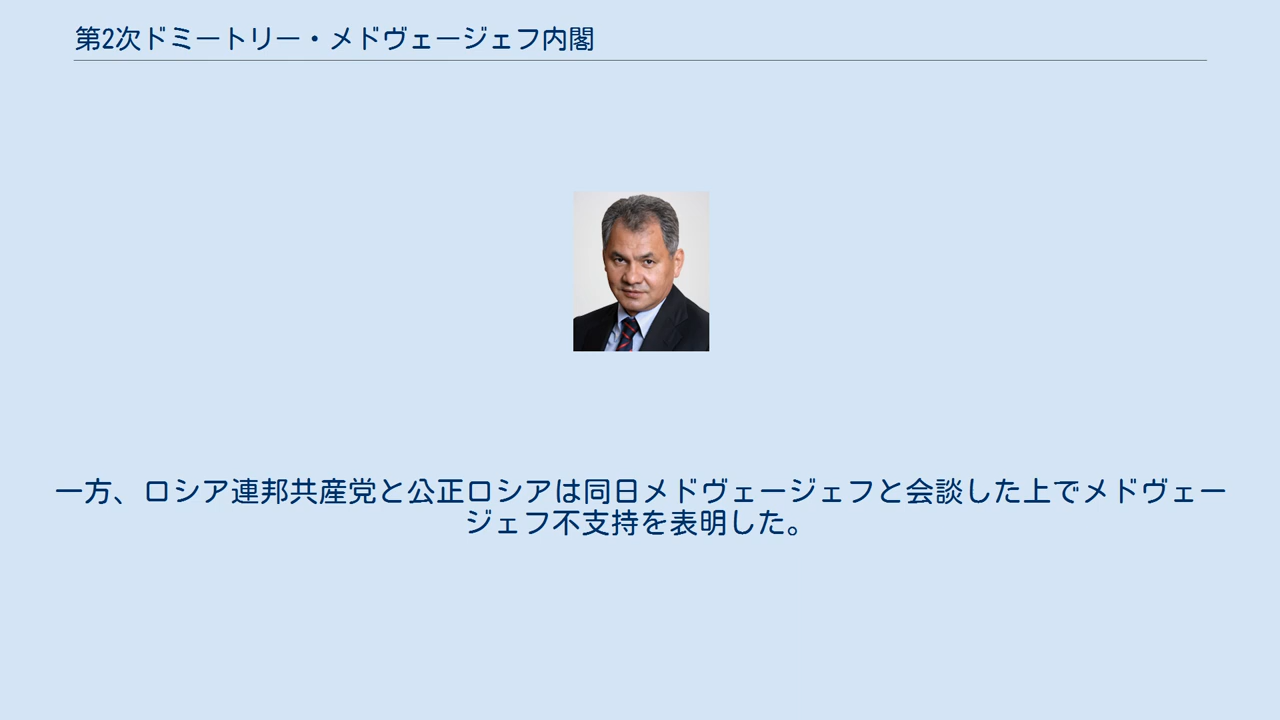 第2次ドミートリー・メドヴェージェフ内閣
一方、ロシア連邦共産党と公正ロシアは同日メドヴェージェフと会談した上でメドヴェー
ジェフ不支持を表明した。